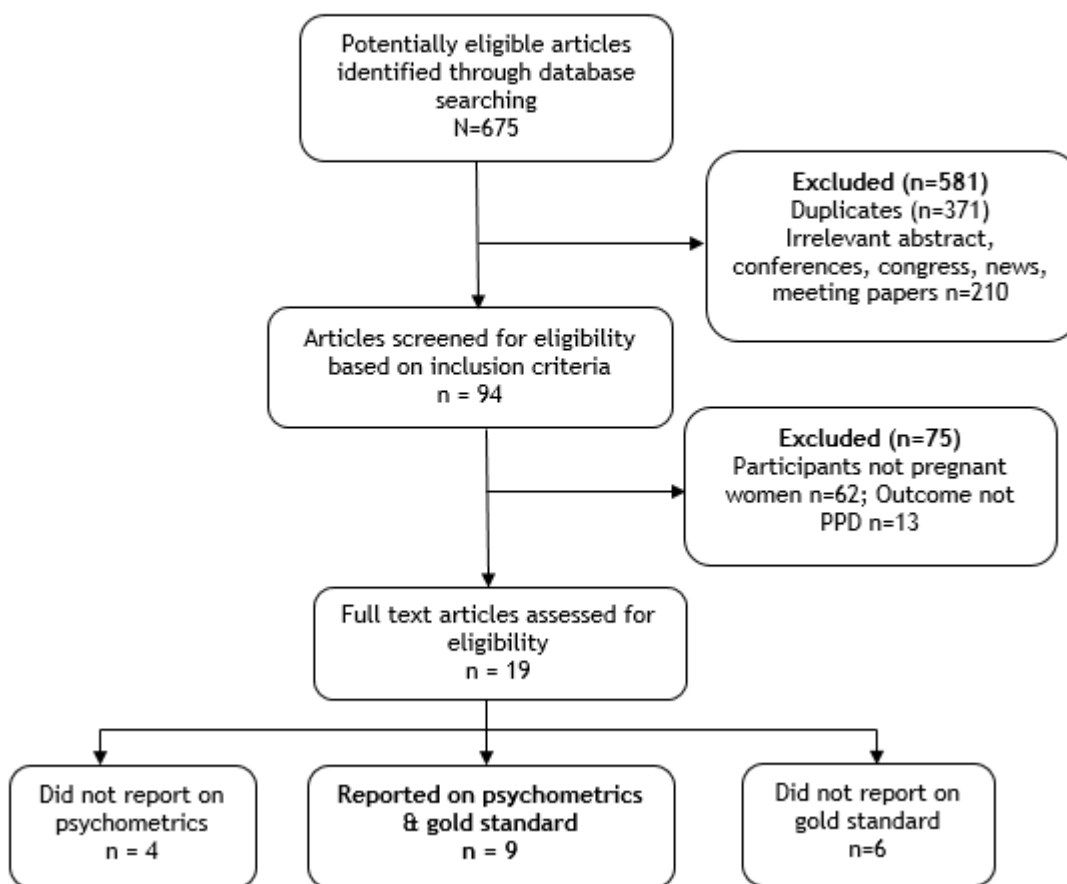 Potentially eligible articles
identified through database
searching
N=675
Excluded (n=581)
Duplicates (n=371)
Irrelevant abstract,
conferences, congress, news,
meeting papers n=210
Articles screened for eligibility
based on inclusion criteria
n = 94
Excluded (n=75)
Participants not pregnant
women n=62; Outcome not
PPD n=13
Full text articles assessed for
eligibility
n = 19
Did not report on
psychometrics
n = 4
Reported on psychometrics
& gold standard
n = 9
Did not report on
gold standard
n=6